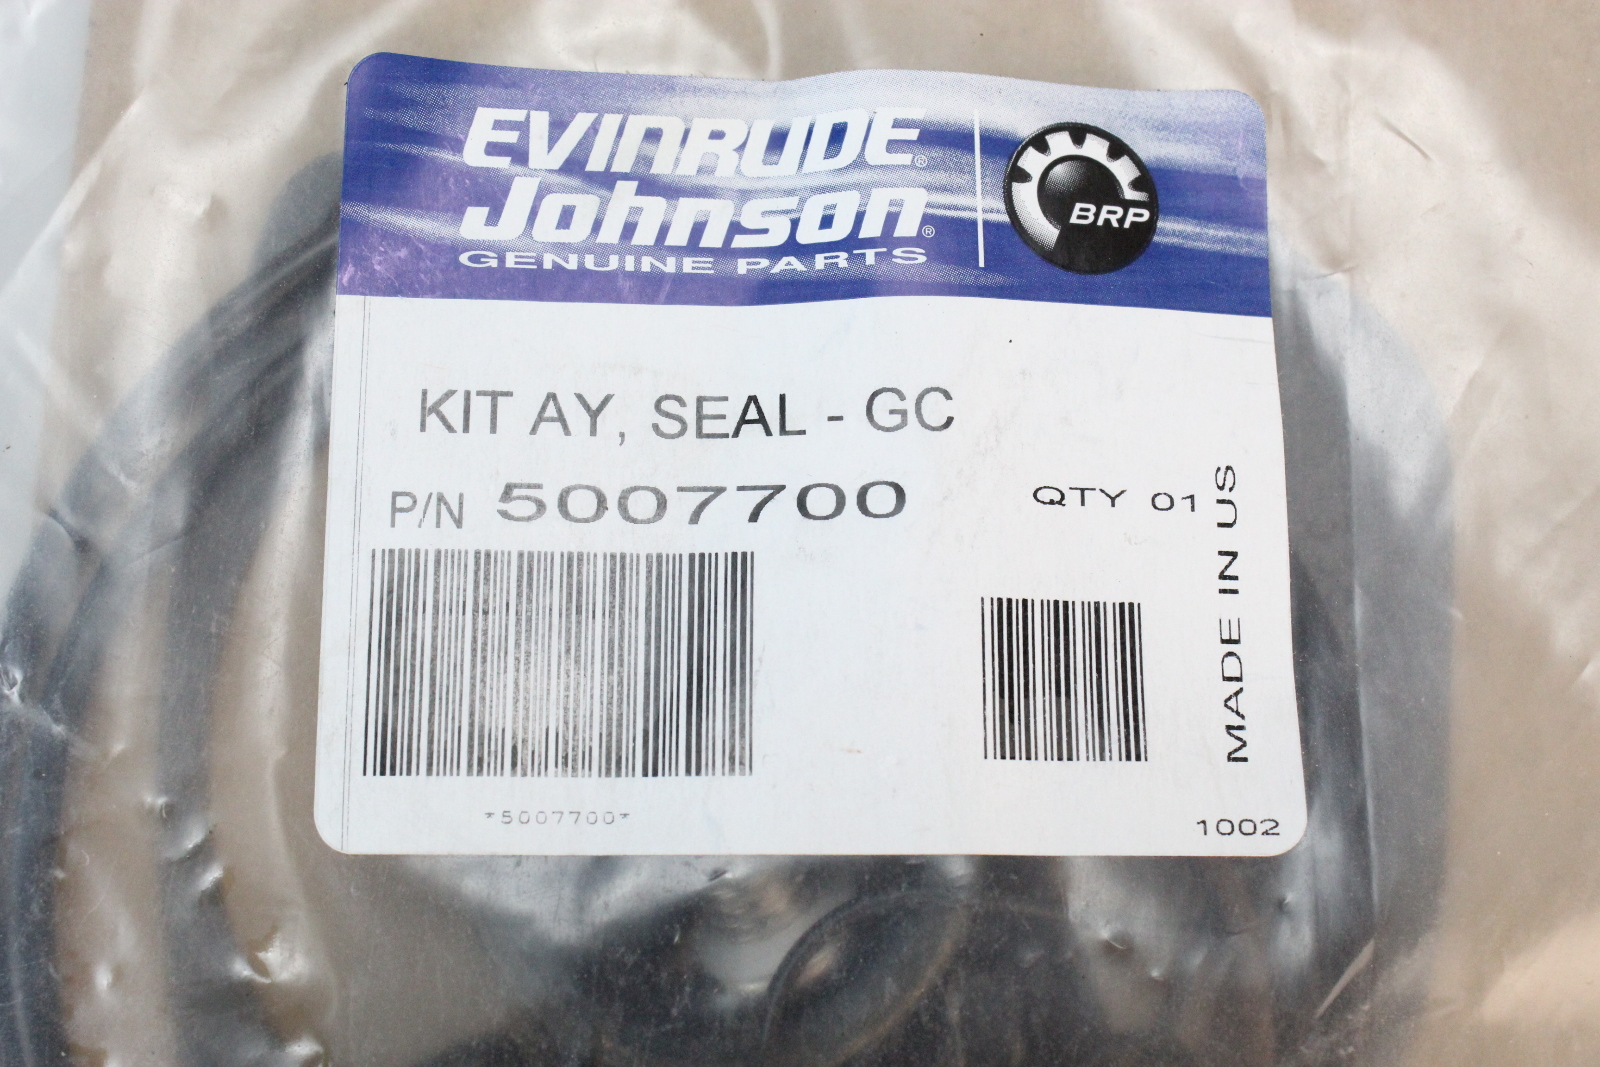 EVINRUDE®
Johnson®
GENUINE PARTS
BRP
KIT AY, SEAL - GC
P/N 5007700
QTY 01
MADE IN US
*5007700*
1002